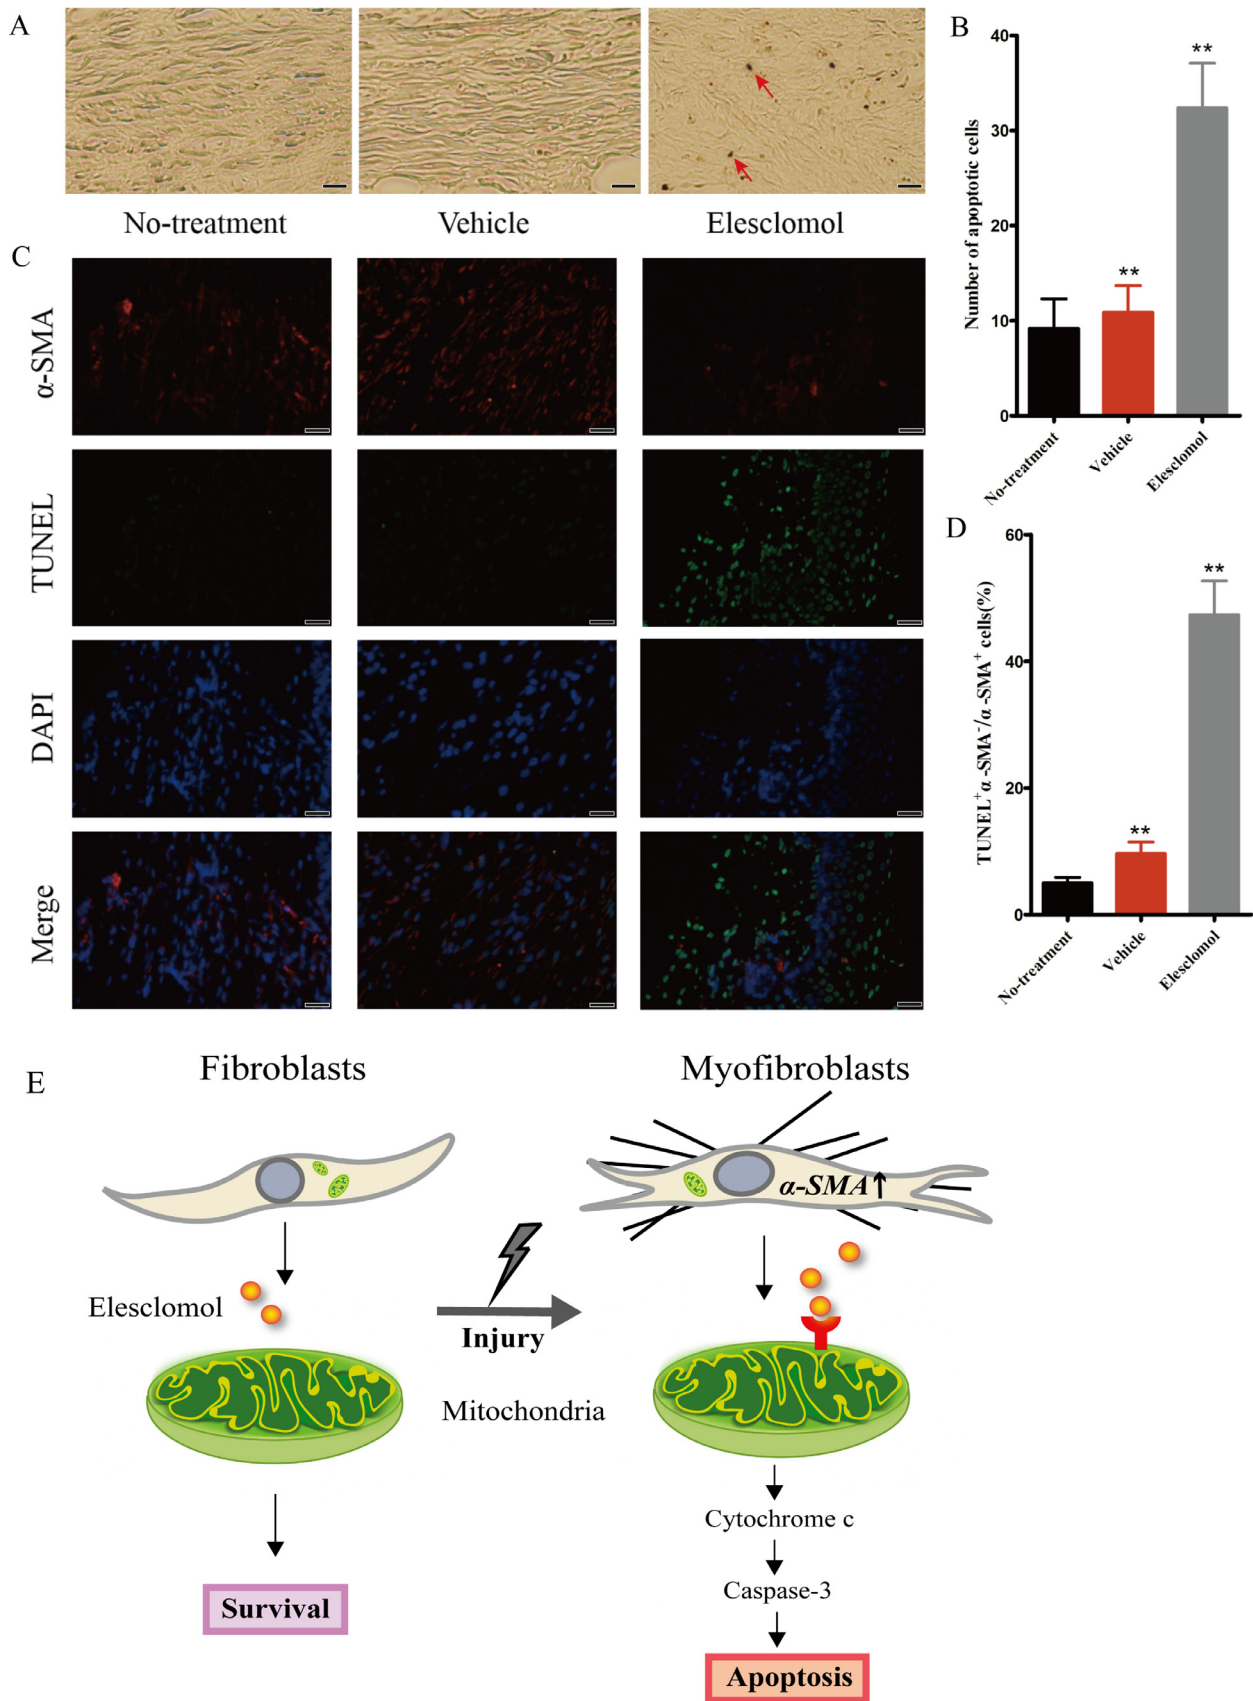 A
No-treatment
Vehicle
Elesclomol
B
Number of apoptotic cells
40
30
20
10
0
**
**
No-treatment
Vehicle
Elesclomol
C
α-SMA
TUNEL
DAPI
Merge
D
TUNEL⁺α-SMA⁻/α-SMA⁺ cells(%)
60
40
20
0
**
**
No-treatment
Vehicle
Elesclomol
E
Fibroblasts
Myofibroblasts
α-SMA↑
Elesclomol
Injury
Mitochondria
Cytochrome c
Caspase-3
Survival
Apoptosis